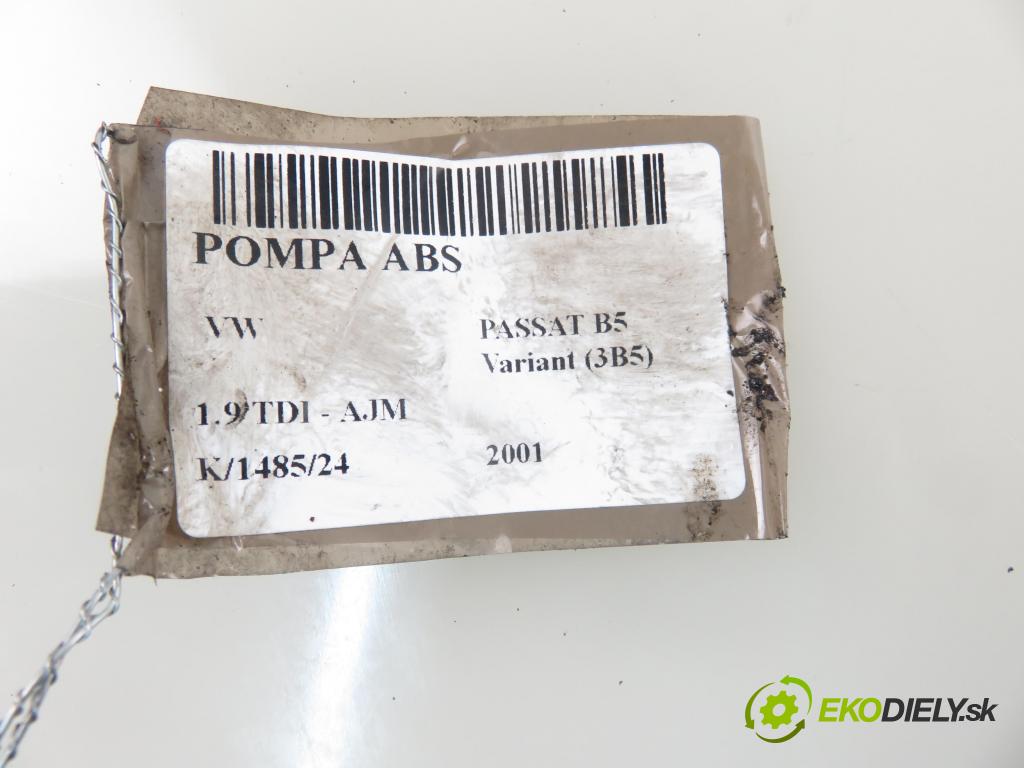 POMPA ABS
VW
PASSAT B5
Variant (3B5)
1.9 TDI - AJM
K/1485/24
2001
EKODIELY.sk